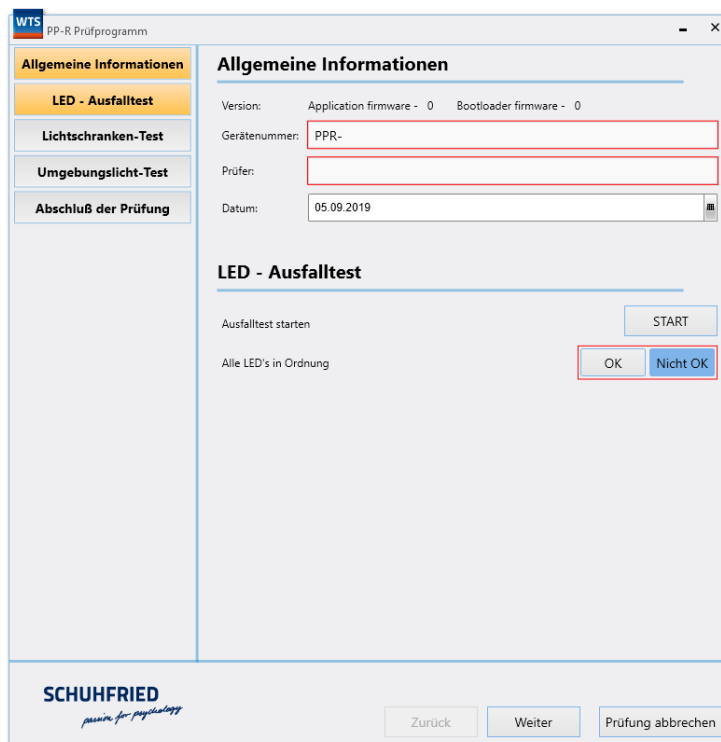 WTS
PP-R Prüfprogramm
Allgemeine Informationen
LED - Ausfalltest
Lichtschranken-Test
Umgebungslicht-Test
Abschluß der Prüfung
Allgemeine Informationen
Version: Application firmware - 0 Bootloader firmware - 0
Gerätenummer: PPR-
Prüfer:
Datum: 05.09.2019
LED - Ausfalltest
Ausfalltest starten START
Alle LED's in Ordnung OK Nicht OK
SCHUHFRIED
passion for psychology
Zurück Weiter Prüfung abbrechen